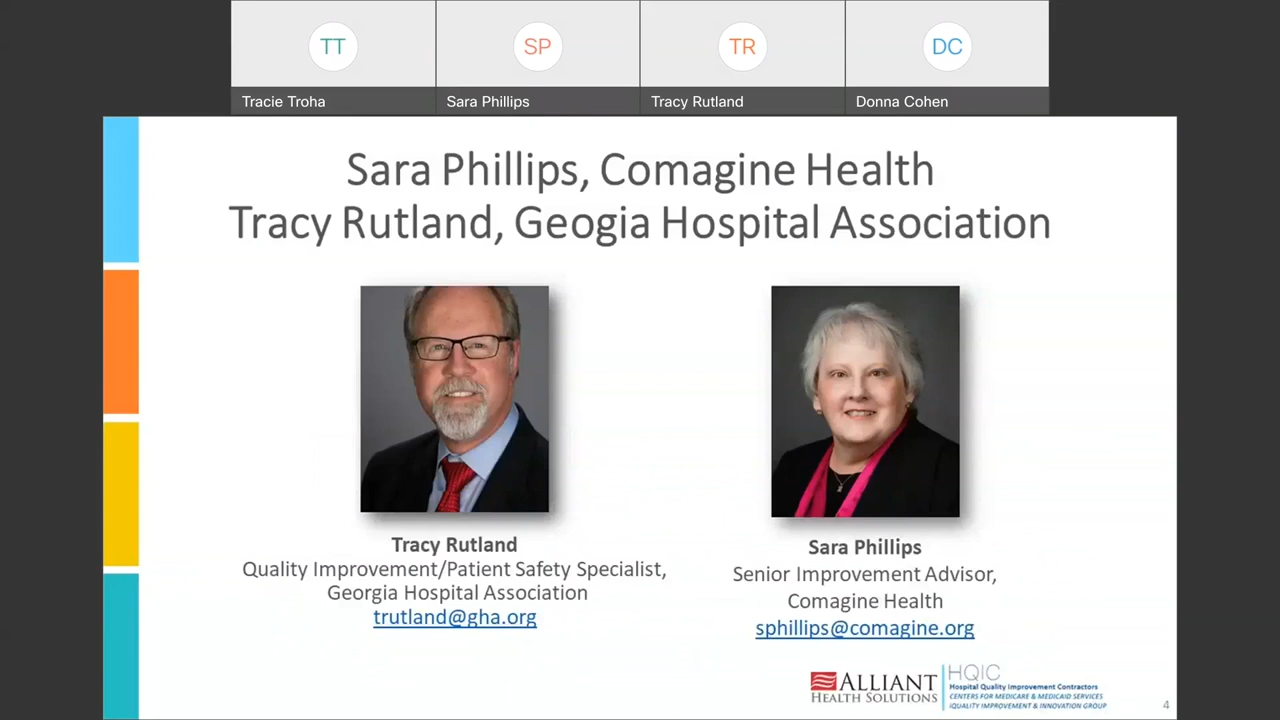 TT
SP
TR
DC
Tracie Troha
Sara Phillips
Tracy Rutland
Donna Cohen
Sara Phillips, Comagine Health
Tracy Rutland, Geogia Hospital Association
Tracy Rutland
Quality Improvement/Patient Safety Specialist,
Georgia Hospital Association
trutland@gha.org
Sara Phillips
Senior Improvement Advisor,
Comagine Health
sphillips@comagine.org
ALLIANT
HEALTH SOLUTIONS
HQIC
Hospital Quality Improvement Contractors
CENTERS FOR MEDICARE & MEDICAID SERVICES
iQUALITY IMPROVEMENT & INNOVATION GROUP
4